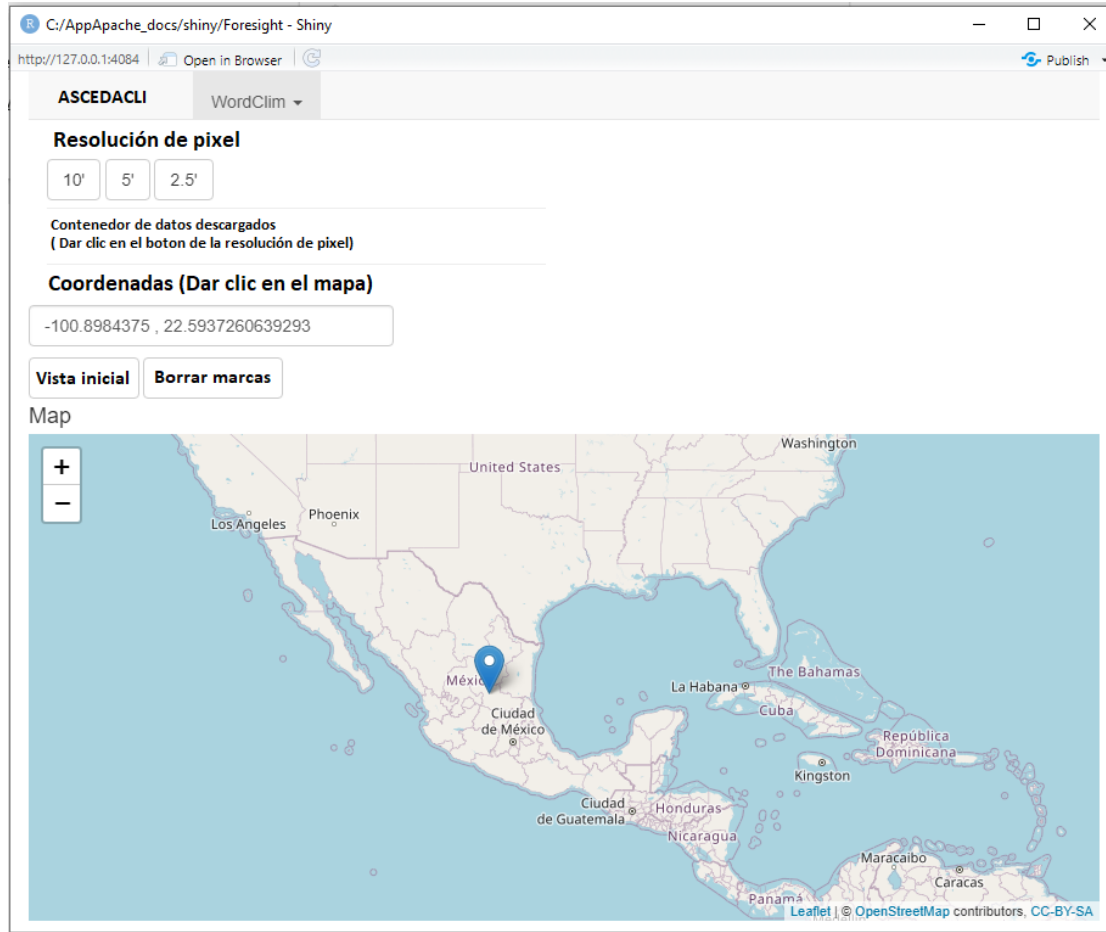 C:/AppApache_docs/shiny/Foresight - Shiny
http://127.0.0.1:4084 Open in Browser Publish
ASCEDACLI WordClim
Resolución de pixel
10' 5' 2.5'
Contenedor de datos descargados
( Dar clic en el boton de la resolución de pixel)
Coordenadas (Dar clic en el mapa)
-100.8984375 , 22.5937260639293
Vista inicial Borrar marcas
Map
+
−
Washington
United States
Phoenix
Los Angeles
The Bahamas
Méxic
La Habana
Cuba
Ciudad
de México
República
Dominicana
Kingston
Ciudad
de Guatemala
Honduras
Nicaragua
Maracaibo
Caracas
Panamá
Leaflet | © OpenStreetMap contributors, CC-BY-SA